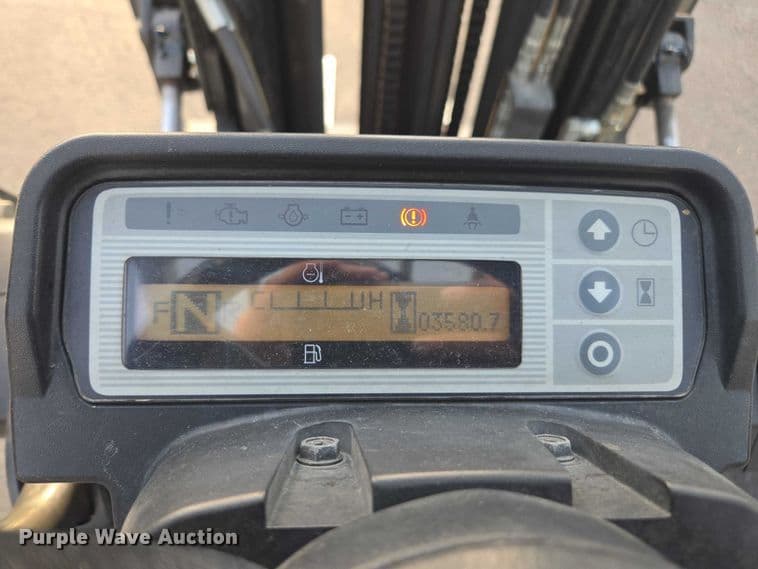 C H
F N
03580.7
Purple Wave Auction